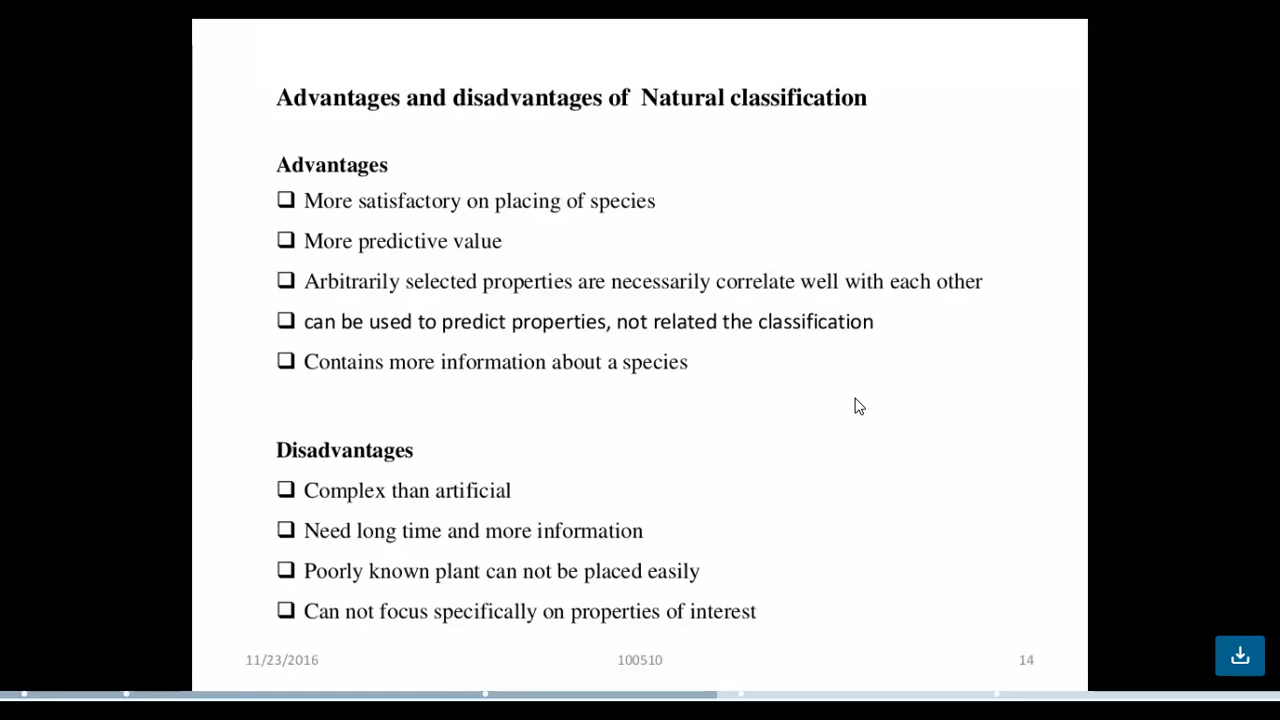 Advantages and disadvantages of Natural classification
Advantages
❑ More satisfactory on placing of species
❑ More predictive value
❑ Arbitrarily selected properties are necessarily correlate well with each other
❑ can be used to predict properties, not related the classification
❑ Contains more information about a species
Disadvantages
❑ Complex than artificial
❑ Need long time and more information
❑ Poorly known plant can not be placed easily
❑ Can not focus specifically on properties of interest
11/23/2016 100510 14